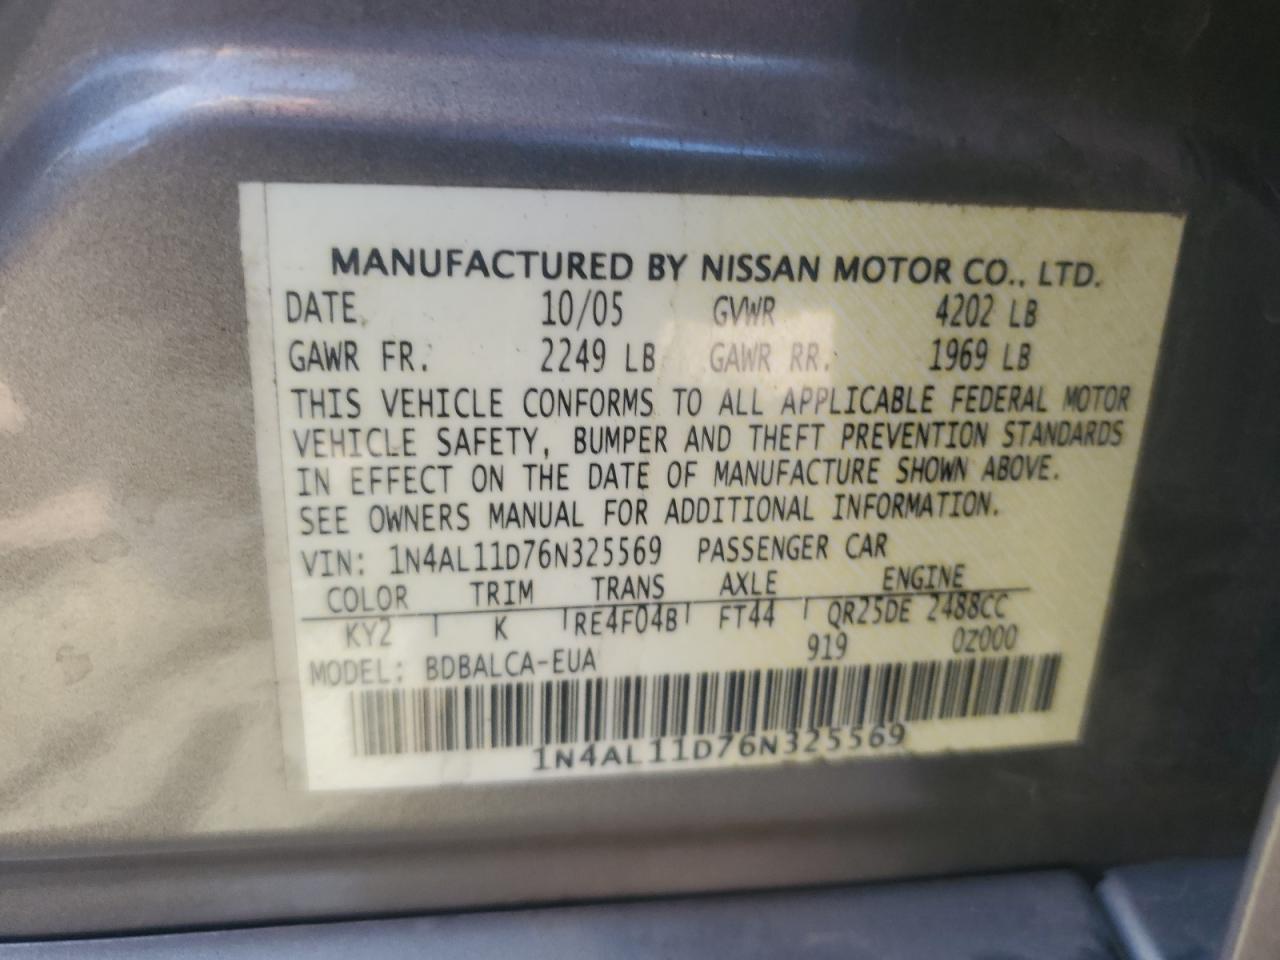 MANUFACTURED BY NISSAN MOTOR CO., LTD.
DATE 10/05 GVWR 4202 LB
GAWR FR. 2249 LB GAWR RR. 1969 LB
THIS VEHICLE CONFORMS TO ALL APPLICABLE FEDERAL MOTOR
VEHICLE SAFETY, BUMPER AND THEFT PREVENTION STANDARDS
IN EFFECT ON THE DATE OF MANUFACTURE SHOWN ABOVE.
SEE OWNERS MANUAL FOR ADDITIONAL INFORMATION.
VIN: 1N4AL11D76N325569 PASSENGER CAR
COLOR TRIM TRANS AXLE ENGINE
KY2 K RE4F04B FT44 QR25DE 2488CC
919 0Z000
MODEL: BDBALCA-EUA
1N4AL11D76N325569